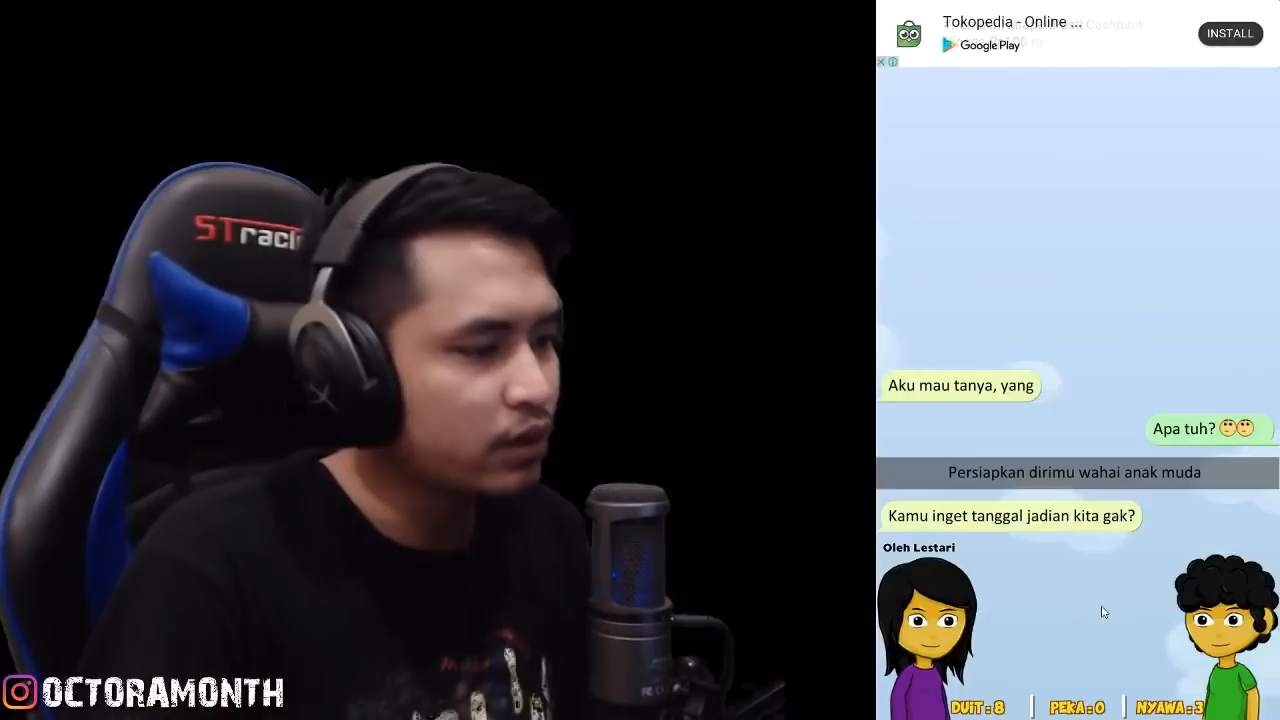 STracing
OCTORAMONTH
Tokopedia - Online ...
Google Play
INSTALL
Aku mau tanya, yang
Apa tuh?
Persiapkan dirimu wahai anak muda
Kamu inget tanggal jadian kita gak?
Oleh Lestari
DUIT : 8 | PEKA : 0 | NYAWA : 3